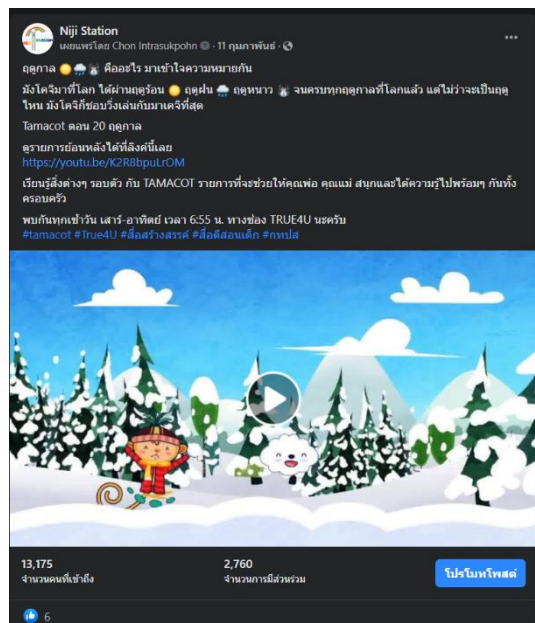 Niji Station
เผยแพร่โดย Chon Intrasukpohn · 11 กุมภาพันธ์ ·
ฤดูกาล 🌞🌧️ คืออะไร มาเข้าใจความหมายกัน
มังโคจิมาที่โลก ได้ผ่านฤดูร้อน 🌞 ฤดูฝน 🌧️ ฤดูหนาว จนครบทุกฤดูกาลที่โลกแล้ว แต่ไม่ว่าจะเป็นฤดู
ไหน มังโคจิก็ชอบวิ่งเล่นกับมาเคจิที่สุด
Tamacot ตอน 20 ฤดูกาล
ดูรายการย้อนหลังได้ที่ลิงค์นี้เลย
https://youtu.be/K2R8bpuLrOM
เรียนรู้สิ่งต่างๆ รอบตัว กับ TAMACOT รายการที่จะช่วยให้คุณพ่อ คุณแม่ สนุกและได้ความรู้ไปพร้อมๆ กันทั้ง
ครอบครัว
พบกันทุกเช้าวัน เสาร์-อาทิตย์ เวลา 6:55 น. ทางช่อง TRUE4U นะครับ
#tamacot #True4U #สื่อสร้างสรรค์ #สื่อดีสอนเด็ก #กทปส
13,175
จำนวนคนที่เข้าถึง
2,760
จำนวนการมีส่วนร่วม
โปรโมทโพสต์
6